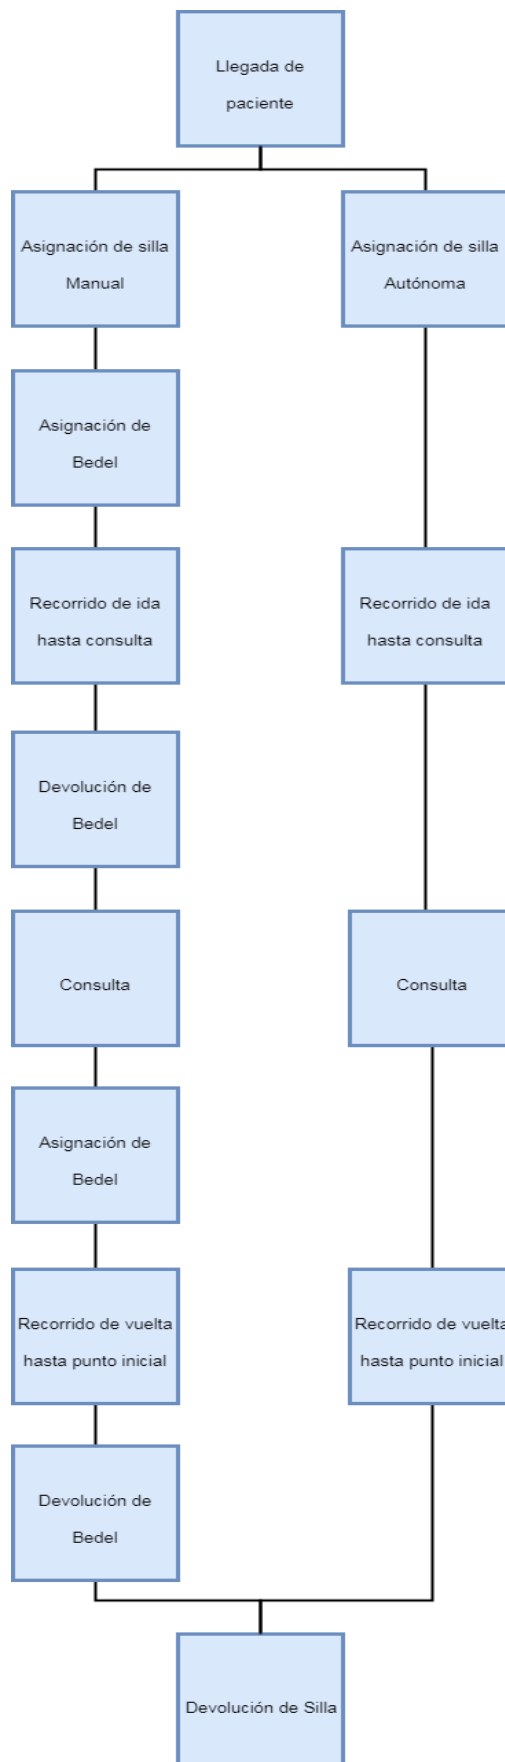 Llegada de
paciente
Asignación de silla
Manual
Asignación de silla
Autónoma
Asignación de
Bedel
Recorrido de ida
hasta consulta
Recorrido de ida
hasta consulta
Devolución de
Bedel
Consulta
Consulta
Asignación de
Bedel
Recorrido de vuelta
hasta punto inicial
Recorrido de vuelta
hasta punto inicial
Devolución de
Bedel
Devolución de Silla